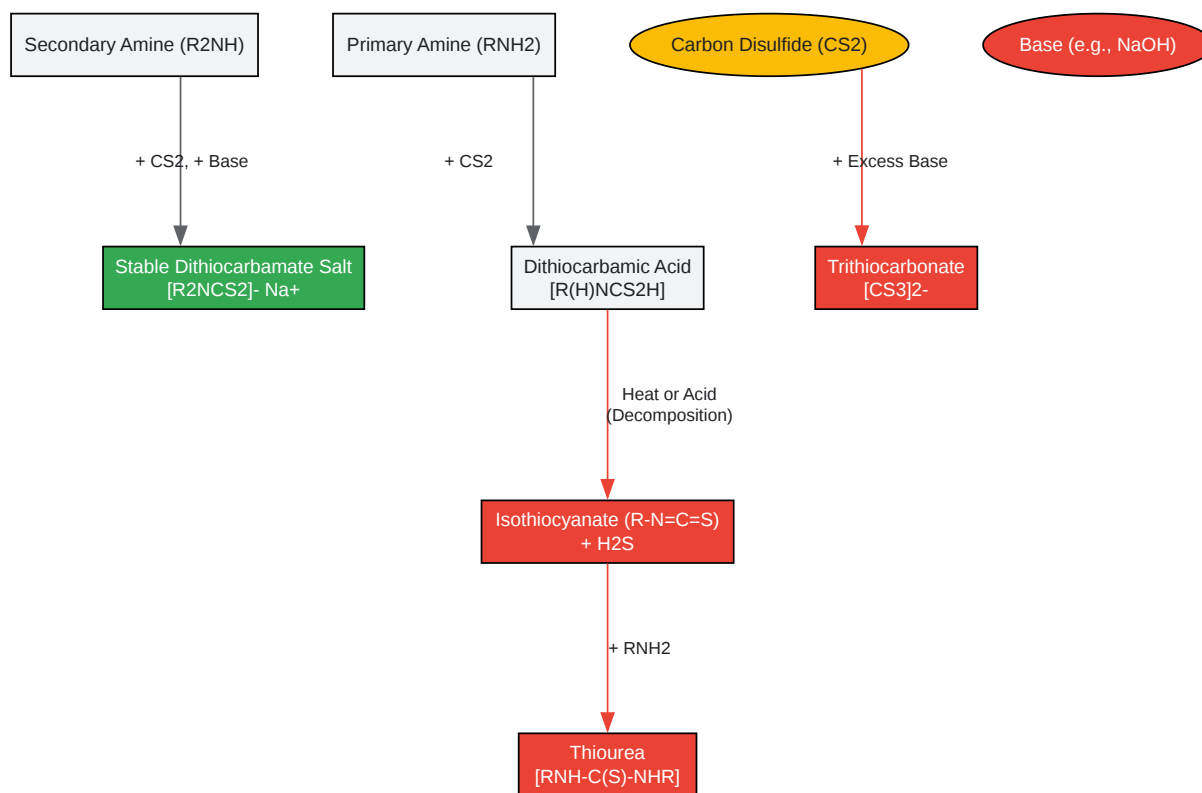 Secondary Amine (R2NH)
Primary Amine (RNH2)
Carbon Disulfide (CS2)
Base (e.g., NaOH)
+ CS2, + Base
+ CS2
+ Excess Base
Stable Dithiocarbamate Salt
[R2NCS2]- Na+
Dithiocarbamic Acid
[R(H)NCS2H]
Trithiocarbonate
[CS3]2-
Heat or Acid
(Decomposition)
Isothiocyanate (R-N=C=S)
+ H2S
+ RNH2
Thiourea
[RNH-C(S)-NHR]